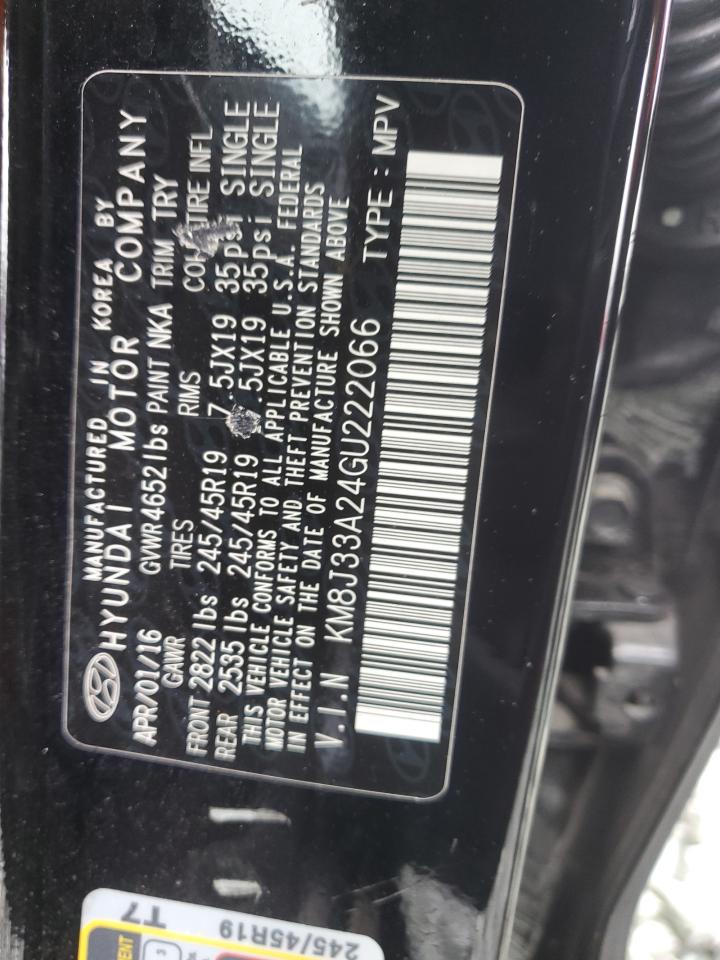 MANUFACTURED IN KOREA BY
HYUNDAI MOTOR COMPANY
APR/01/16 GVWR4652lbs PAINT NKA TRIM TRY
GAWR TIRES RIMS TIRE INFL
FRONT 2822 lbs 245/45R19 7.5JX19 35psi SINGLE
REAR 2535 lbs 245/45R19 .5JX19 35psi SINGLE
THIS VEHICLE CONFORMS TO ALL APPLICABLE U.S.A. FEDERAL
MOTOR VEHICLE SAFETY AND THEFT PREVENTION STANDARDS
IN EFFECT ON THE DATE OF MANUFACTURE SHOWN ABOVE
V.I.N KM8J33A24GU222066 TYPE : MPV
T7
245/45R19
3